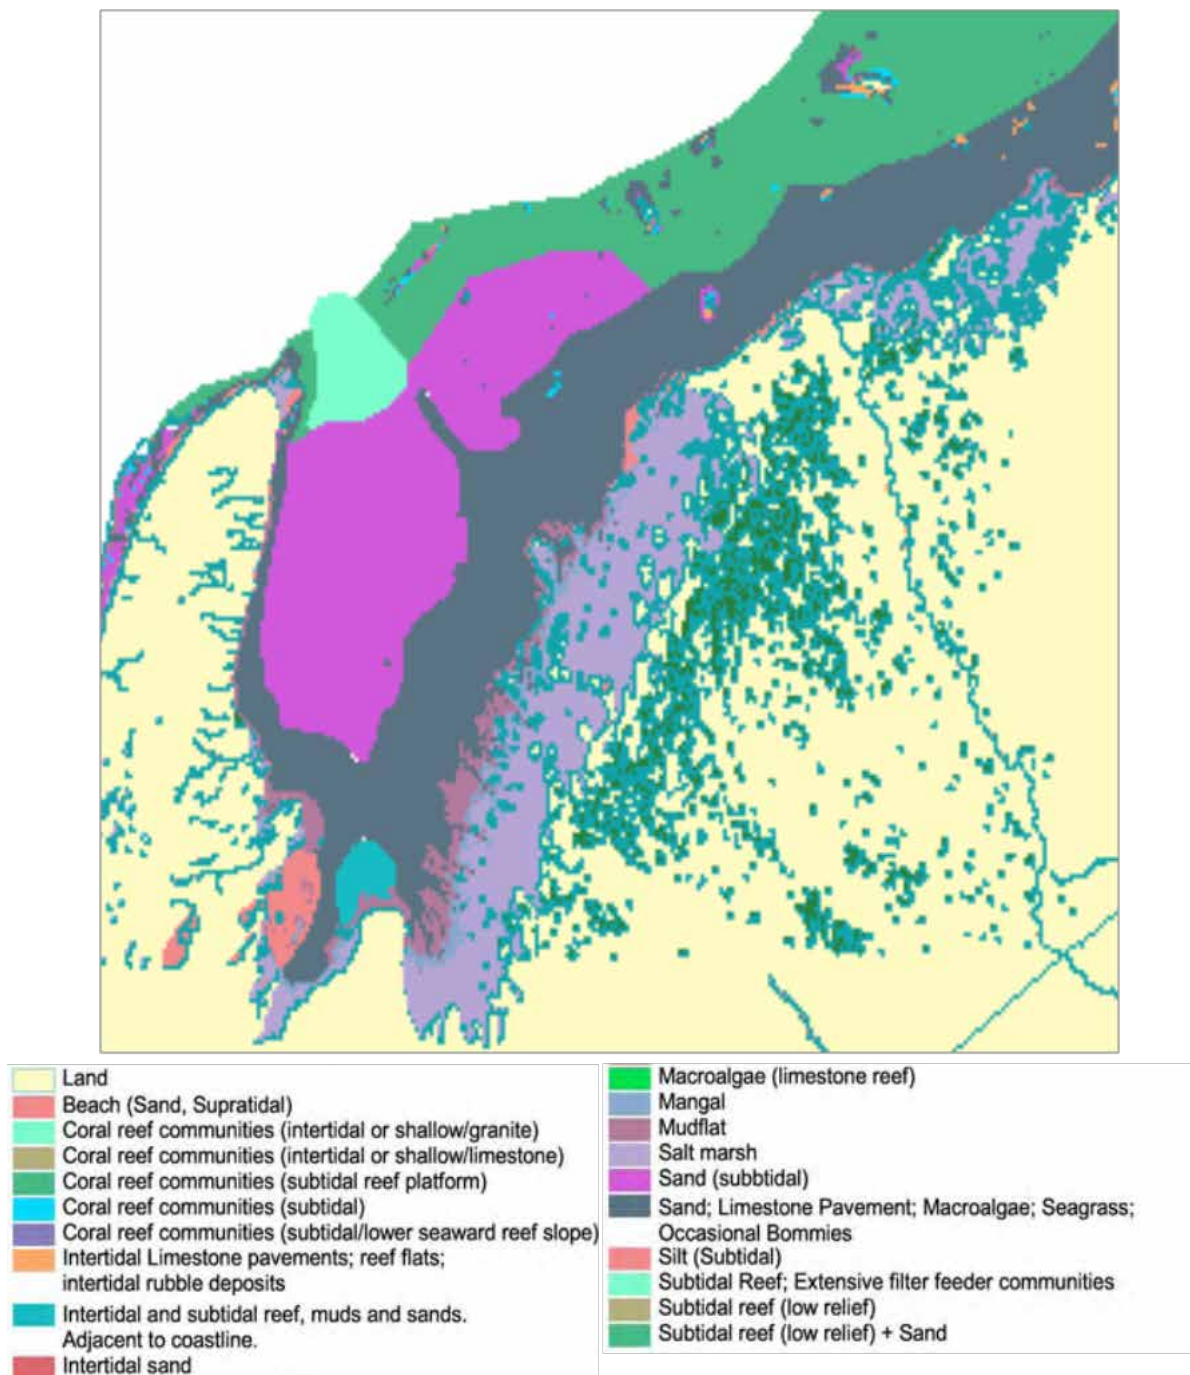 Land
Beach (Sand, Supratidal)
Coral reef communities (intertidal or shallow/granite)
Coral reef communities (intertidal or shallow/limestone)
Coral reef communities (subtidal reef platform)
Coral reef communities (subtidal)
Coral reef communities (subtidal/lower seaward reef slope)
Intertidal Limestone pavements; reef flats;
intertidal rubble deposits
Intertidal and subtidal reef, muds and sands.
Adjacent to coastline.
Intertidal sand
Macroalgae (limestone reef)
Mangal
Mudflat
Salt marsh
Sand (subbtidal)
Sand; Limestone Pavement; Macroalgae; Seagrass;
Occasional Bommies
Silt (Subtidal)
Subtidal Reef; Extensive filter feeder communities
Subtidal reef (low relief)
Subtidal reef (low relief) + Sand